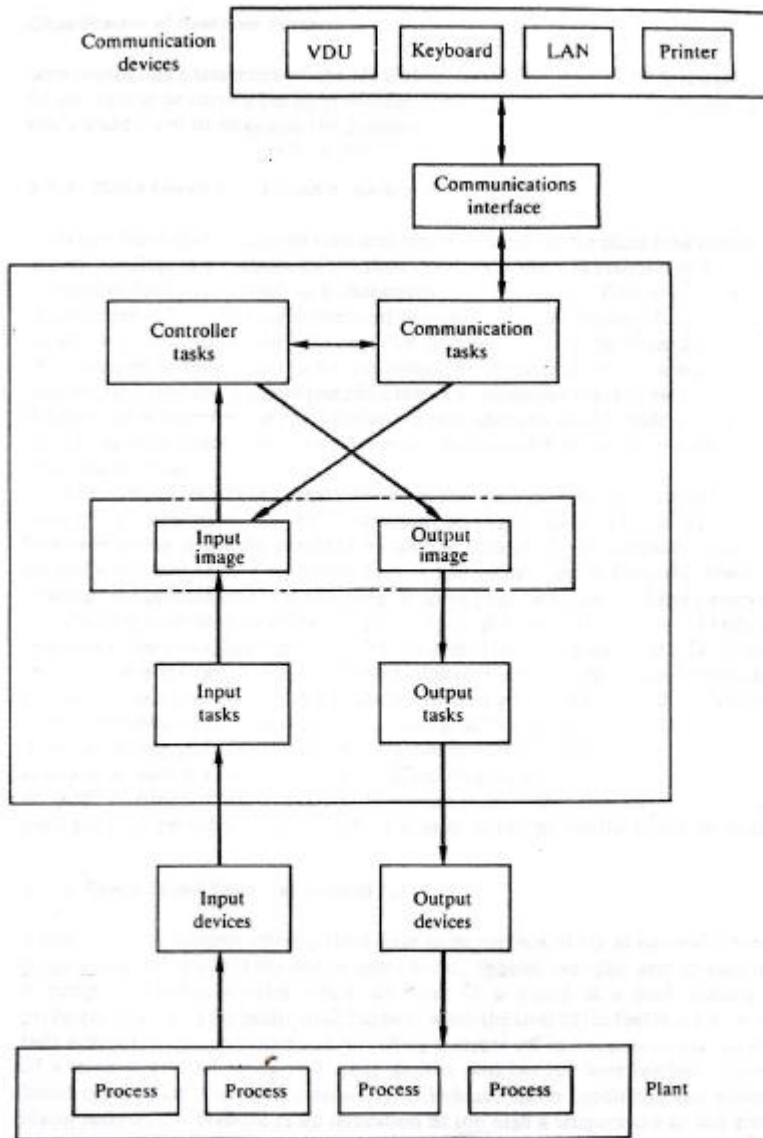 Communication
devices
VDU
Keyboard
LAN
Printer
Communications
interface
Controller
tasks
Communication
tasks
Input
image
Output
image
Input
tasks
Output
tasks
Input
devices
Output
devices
Process
Process
Process
Process
Plant